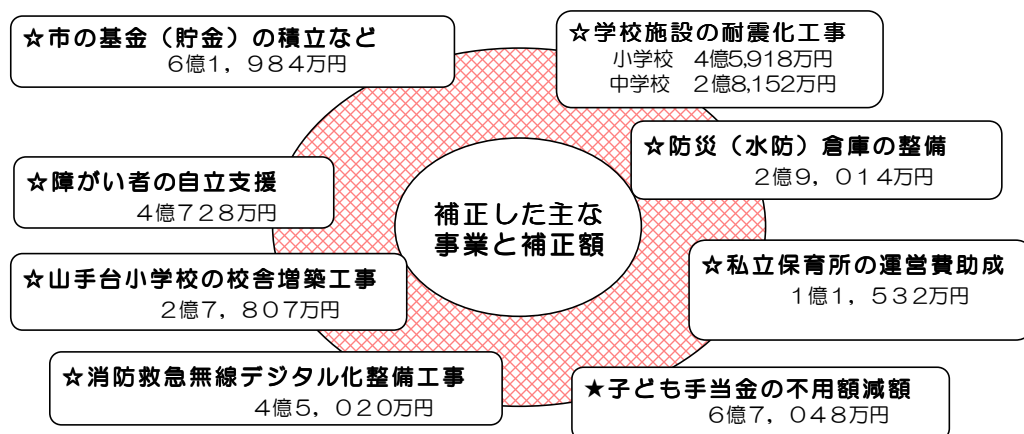 ☆市の基金（貯金）の積立など
６億１，９８４万円
☆学校施設の耐震化工事
小学校　４億5,918万円
中学校　２億8,152万円
☆防災（水防）倉庫の整備
２億９，０１４万円
☆障がい者の自立支援
４億７２８万円
補正した主な
事業と補正額
☆私立保育所の運営費助成
１億１，５３２万円
☆山手台小学校の校舎増築工事
２億７，８０７万円
☆消防救急無線デジタル化整備工事
４億５，０２０万円
★子ども手当金の不用額減額
６億７，０４８万円